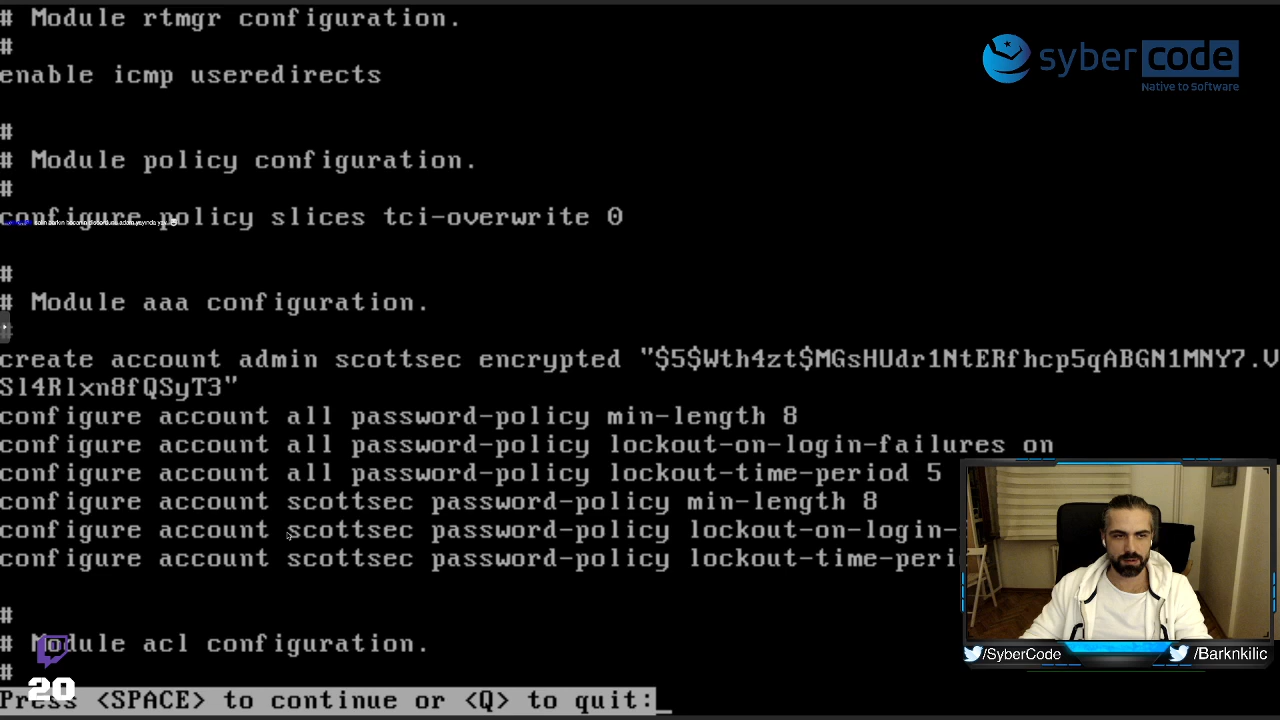 # Module rtmgr configuration.
#
enable icmp useredirects
#
# Module policy configuration.
#
configure policy slices tci-overwrite 0
#
# Module aaa configuration.
#
create account admin scottsec encrypted "$5$Wth4zt$MGsHUdr1NtERfhcp5qABGN1MNY7.V
Sl4Rlxn8fQSyT3"
configure account all password-policy min-length 8
configure account all password-policy lockout-on-login-failures on
configure account all password-policy lockout-time-period 5
configure account scottsec password-policy min-length 8
configure account scottsec password-policy lockout-on-login-
configure account scottsec password-policy lockout-time-peri
#
# Module acl configuration.
#
Press <SPACE> to continue or <Q> to quit:_
syber code
Native to Software
20
/SyberCode
/Barknkilic